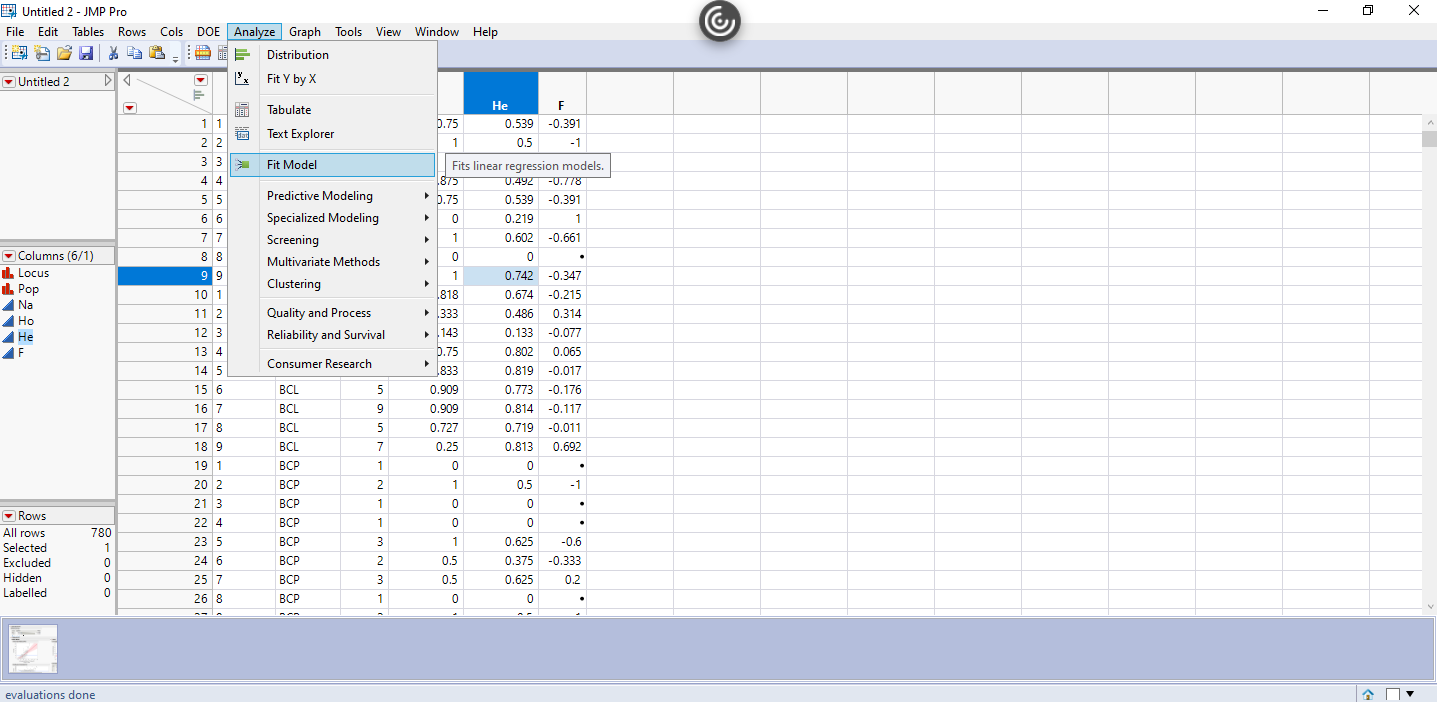 Untitled 2 - JMP Pro
File Edit Tables Rows Cols DOE Analyze Graph Tools View Window Help
Untitled 2
Distribution
Fit Y by X
Tabulate
Text Explorer
Fit Model
Fits linear regression models.
Predictive Modeling
Specialized Modeling
Screening
Multivariate Methods
Clustering
Quality and Process
Reliability and Survival
Consumer Research
Columns (6/1)
Locus
Pop
Na
Ho
He
F
Rows
All rows 780
Selected 1
Excluded 0
Hidden 0
Labelled 0
He F
1 1 0.75 0.539 -0.391
2 2 1 0.5 -1
3 3
4 4 .875 0.492 -0.778
5 5 0.75 0.539 -0.391
6 6 0 0.219 1
7 7 1 0.602 -0.661
8 8 0 0 •
9 9 1 0.742 -0.347
10 1 .818 0.674 -0.215
11 2 .333 0.486 0.314
12 3 .143 0.133 -0.077
13 4 0.75 0.802 0.065
14 5 .833 0.819 -0.017
15 6 BCL 5 0.909 0.773 -0.176
16 7 BCL 9 0.909 0.814 -0.117
17 8 BCL 5 0.727 0.719 -0.011
18 9 BCL 7 0.25 0.813 0.692
19 1 BCP 1 0 0 •
20 2 BCP 2 1 0.5 -1
21 3 BCP 1 0 0 •
22 4 BCP 1 0 0 •
23 5 BCP 3 1 0.625 -0.6
24 6 BCP 2 0.5 0.375 -0.333
25 7 BCP 3 0.5 0.625 0.2
26 8 BCP 1 0 0 •
evaluations done